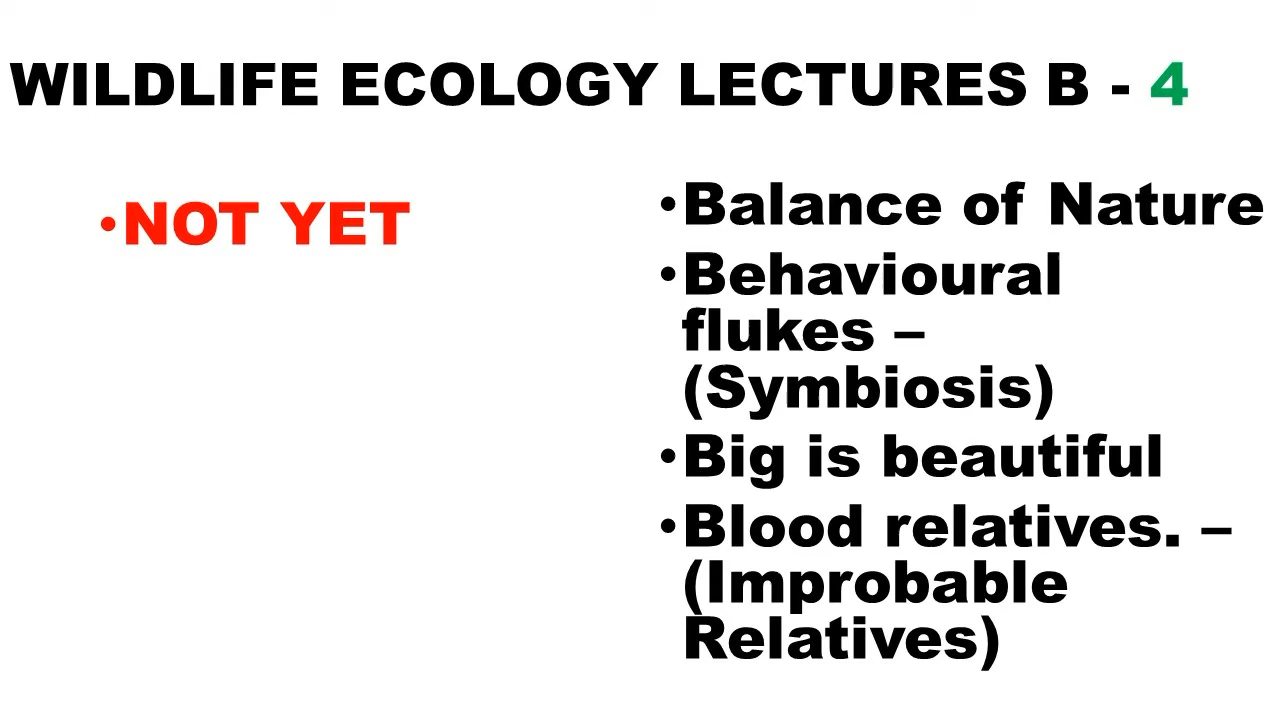 WILDLIFE ECOLOGY LECTURES B - 4
•NOT YET
•Balance of Nature
•Behavioural
flukes –
(Symbiosis)
•Big is beautiful
•Blood relatives. –
(Improbable
Relatives)